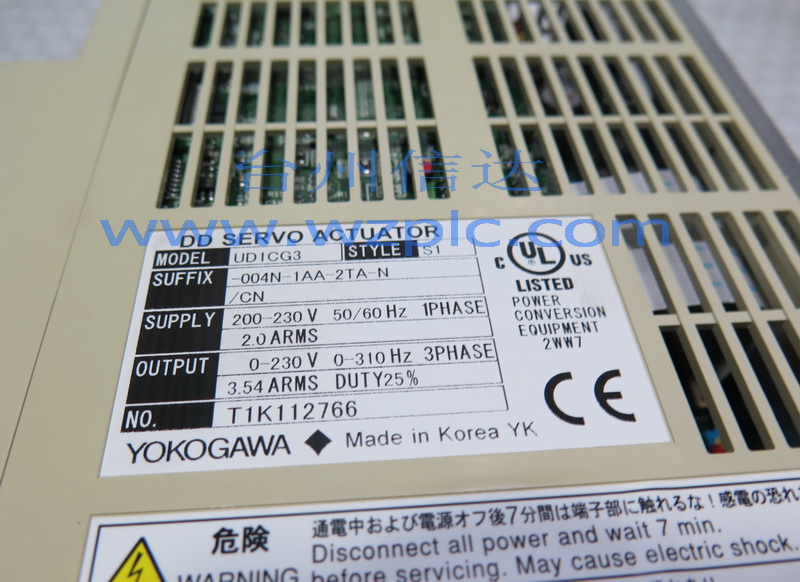 台州信达
www.wzplc.com
DD SERVO ACTUATOR
MODEL UD1CG3 STYLE S1
SUFFIX -004N-1AA-2TA-N
/CN
SUPPLY 200-230 V 50/60 Hz 1PHASE
2.0 ARMS
OUTPUT 0-230 V 0-310 Hz 3PHASE
3.54 ARMS DUTY25%
NO. T1K112766
YOKOGAWA ◆ Made in Korea YK
C UL US
LISTED
POWER
CONVERSION
EQUIPMENT
2WW7
CE
危険
WARNING
通電中および電源オフ後7分間は端子部に触れるな!感電の恐れ
Disconnect all power and wait 7 min.
before servicing. May cause electric shock.